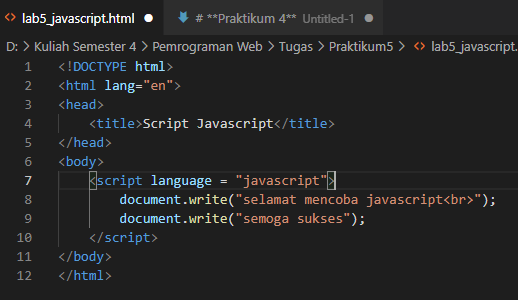 lab5_javascript.html ● # **Praktikum 4** Untitled-1 ●
D: > Kuliah Semester 4 > Pemrograman Web > Tugas > Praktikum5 > <> lab5_javascript.
1 <!DOCTYPE html>
2 <html lang="en">
3 <head>
4     <title>Script Javascript</title>
5 </head>
6 <body>
7     <script language = "javascript">
8         document.write("selamat mencoba javascript<br>");
9         document.write("semoga sukses");
10     </script>
11 </body>
12 </html>